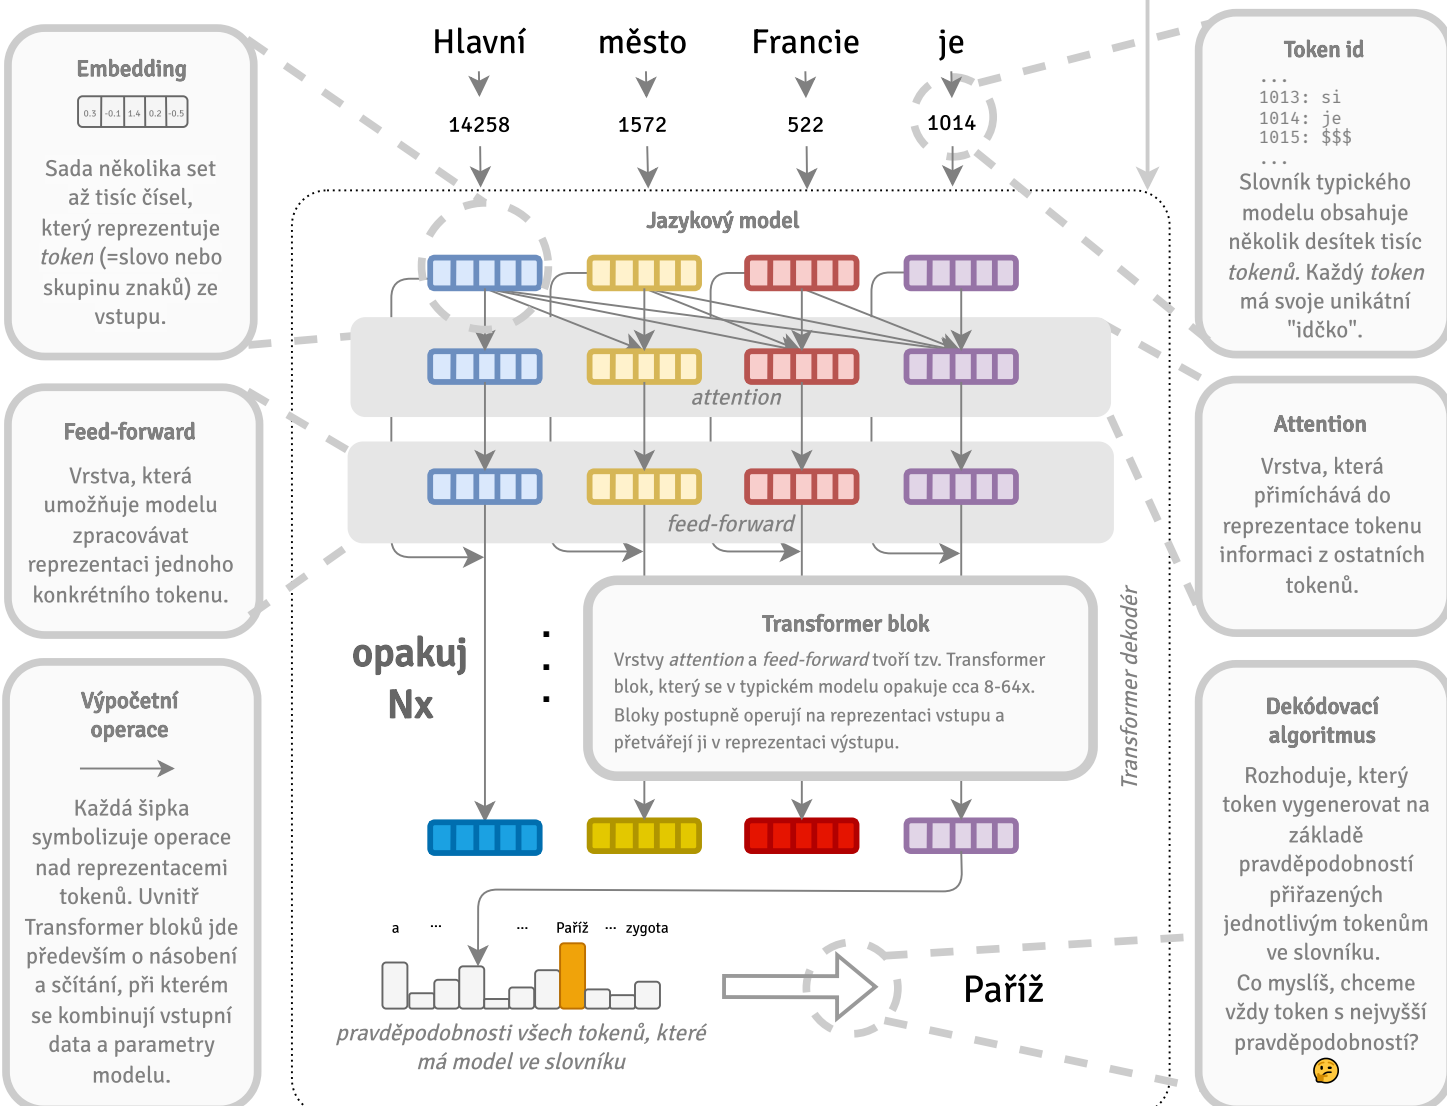 Hlavní město Francie je
14258 1572 522 1014
Embedding
0.3 -0.1 1.4 0.2 -0.5
Sada několika set
až tisíc čísel,
který reprezentuje
token (=slovo nebo
skupinu znaků) ze
vstupu.
Token id
...
1013: si
1014: je
1015: $$$
...
Slovník typického
modelu obsahuje
několik desítek tisíc
tokenů. Každý token
má svoje unikátní
"idčko".
Jazykový model
attention
feed-forward
Feed-forward
Vrstva, která
umožňuje modelu
zpracovávat
reprezentaci jednoho
konkrétního tokenu.
Attention
Vrstva, která
přimíchává do
reprezentace tokenu
informaci z ostatních
tokenů.
opakuj
Nx
Transformer blok
Vrstvy attention a feed-forward tvoří tzv. Transformer
blok, který se v typickém modelu opakuje cca 8-64x.
Bloky postupně operují na reprezentaci vstupu a
přetvářejí ji v reprezentaci výstupu.
Transformer dekodér
Výpočetní
operace
Každá šipka
symbolizuje operace
nad reprezentacemi
tokenů. Uvnitř
Transformer bloků jde
především o násobení
a sčítání, při kterém
se kombinují vstupní
data a parametry
modelu.
Dekódovací
algoritmus
Rozhoduje, který
token vygenerovat na
základě
pravděpodobností
přiřazených
jednotlivým tokenům
ve slovníku.
Co myslíš, chceme
vždy token s nejvyšší
pravděpodobností?
🤔
a ... ... Paříž ... zygota
Paříž
pravděpodobnosti všech tokenů, které
má model ve slovníku